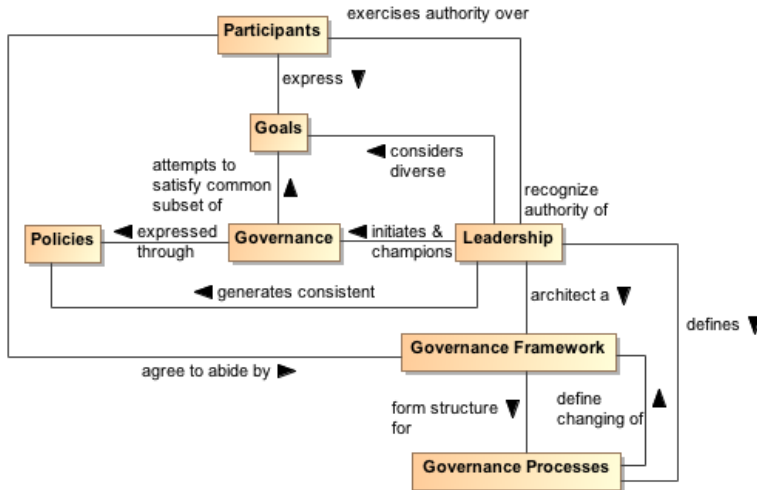 exercises authority over
Participants
express
Goals
considers
diverse
attempts to
satisfy common
subset of
recognize
authority of
Policies
expressed
through
Governance
initiates &
champions
Leadership
generates consistent
architect a
defines
Governance Framework
agree to abide by
form structure
for
define
changing of
Governance Processes